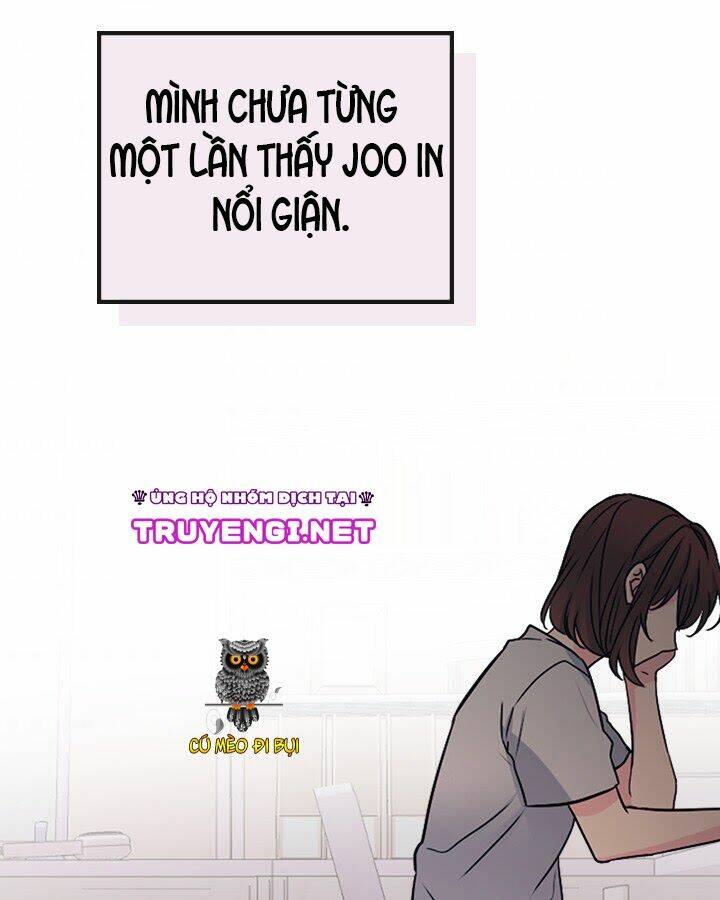 MÌNH CHƯA TỪNG
MỘT LẦN THẤY JOO IN
NỔI GIẬN.
ỦNG HỘ NHÓM DỊCH TẠI
TRUYENGI.NET
CÚ MÈO ĐI BỤI